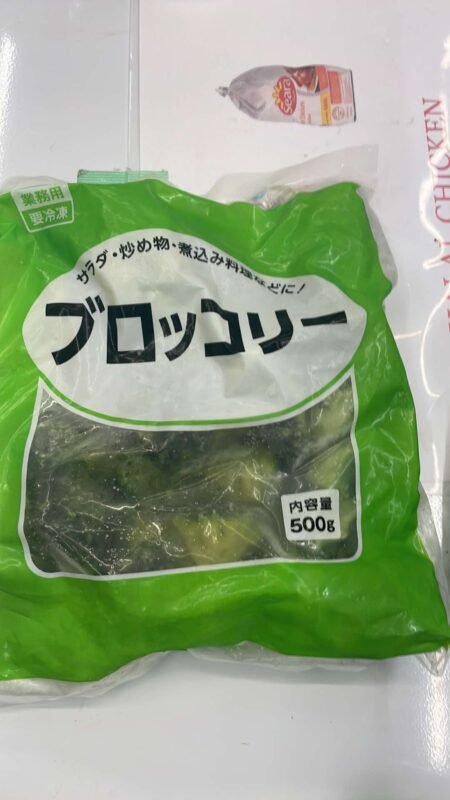 Seara
CHICKEN
業務用
要冷凍
サラダ・炒め物・煮込み料理などに！
ブロッコリー
内容量
500g